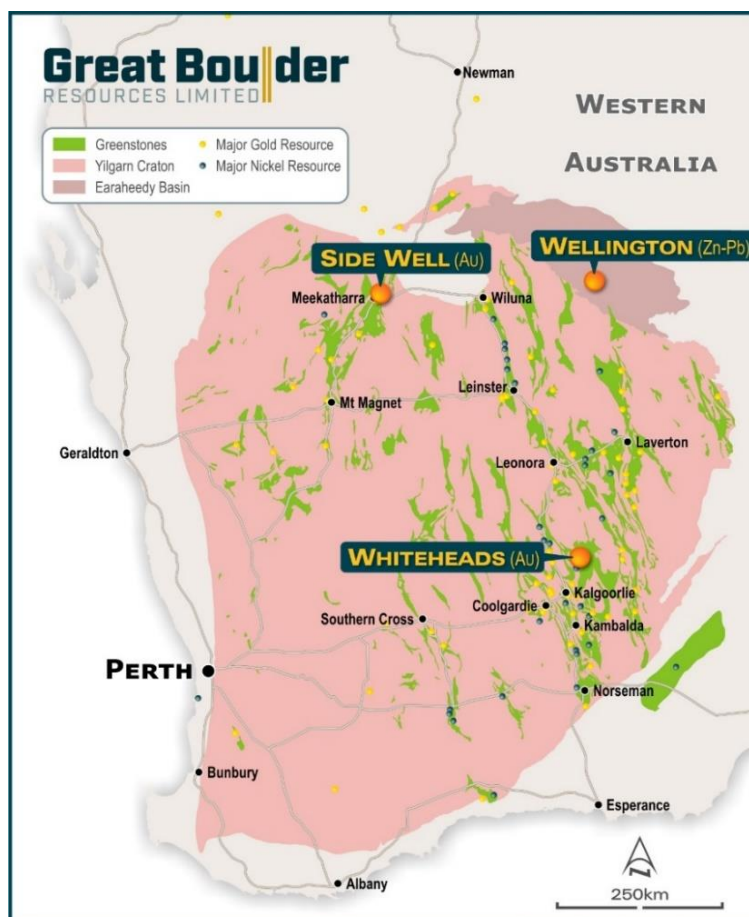 Great Boulder
RESOURCES LIMITED
Newman
WESTERN
AUSTRALIA
Greenstones
Major Gold Resource
Yilgarn Craton
Major Nickel Resource
Earaheedy Basin
SIDE WELL (Au)
WELLINGTON (Zn-Pb)
Meekatharra
Wiluna
Leinster
Mt Magnet
Geraldton
Laverton
Leonora
WHITEHEADS (Au)
Kalgoorlie
Coolgardie
Southern Cross
Kambalda
PERTH
Norseman
Bunbury
Esperance
Albany
N
250km